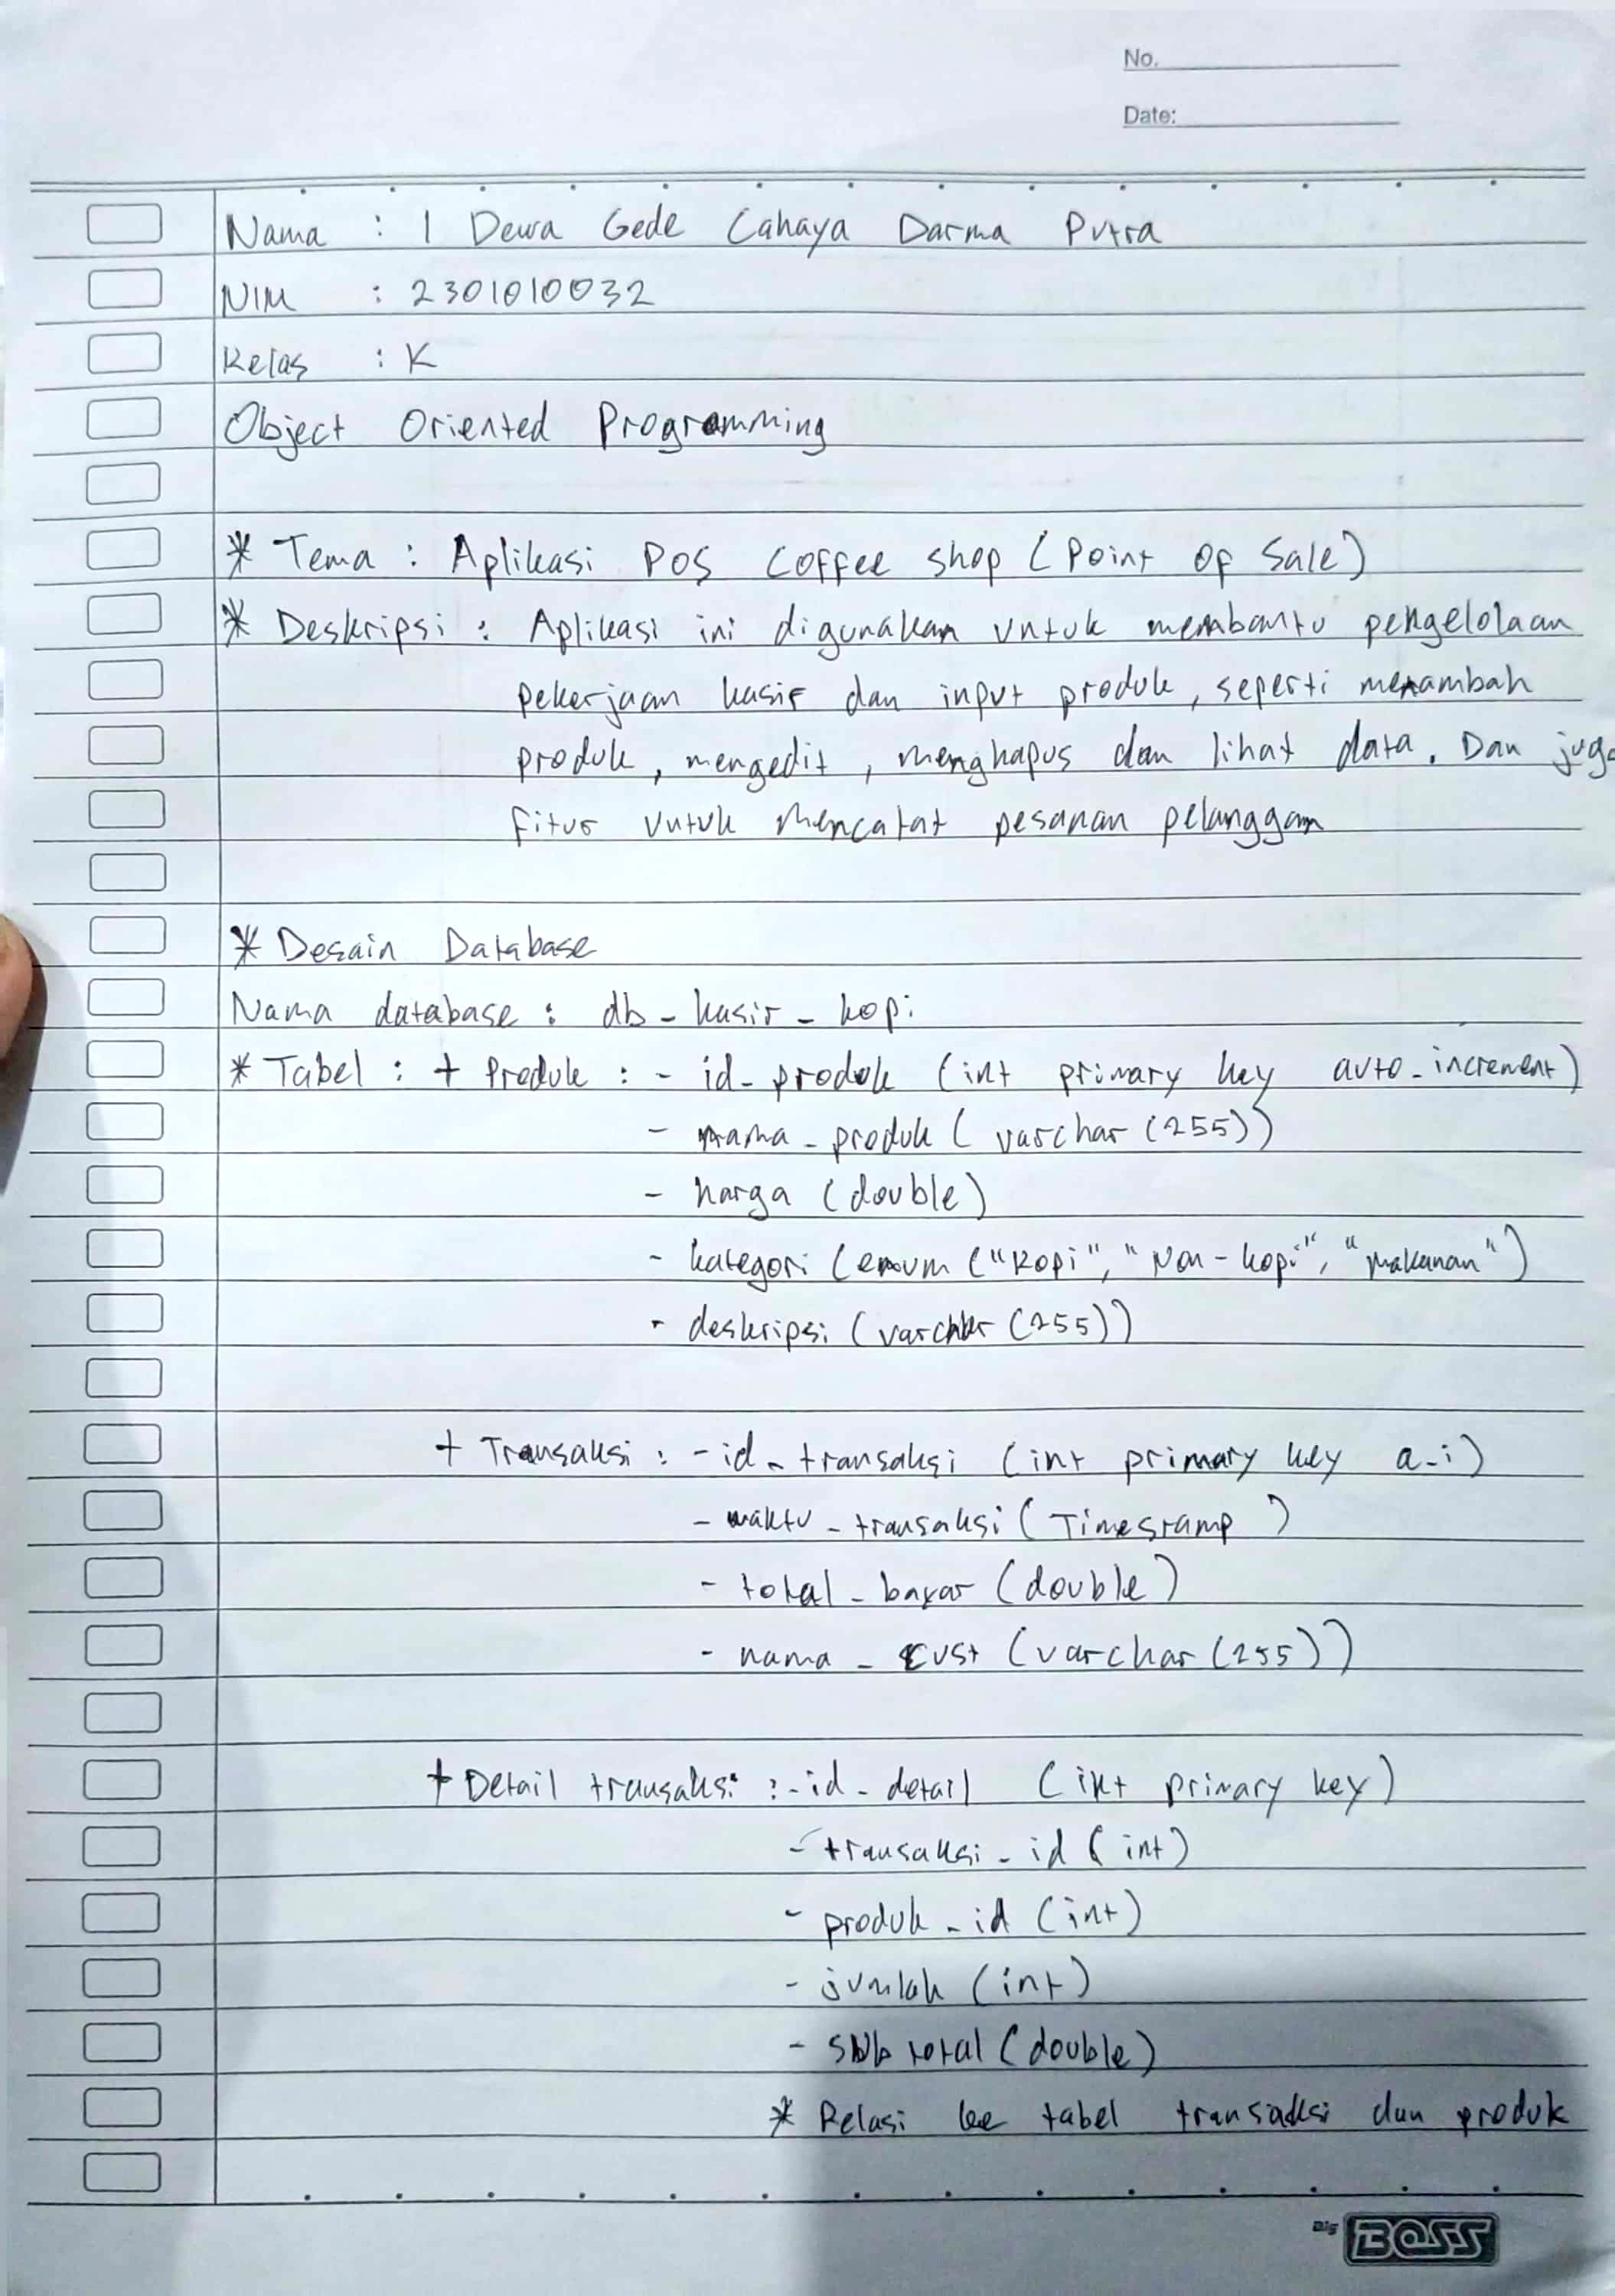 No.
Date:
Nama : I Dewa Gede Cahaya Darma Putra
NIM : 2301010032
Kelas : K
Object Oriented Programming
* Tema : Aplikasi POS Coffee shop (Point of Sale)
* Deskripsi : Aplikasi ini digunakan untuk membantu pengelolaan
pekerjaan kasir dan input produk, seperti menambah
produk, mengedit, menghapus dan lihat data. Dan juga
fitur untuk mencatat pesanan pelanggan
* Desain Database
Nama database : db_kasir_kopi
* Tabel : + Produk : - id_produk (int primary key auto_increment)
- nama_produk (varchar (255))
- harga (double)
- kategori (enum ("Kopi", "Non-kopi", "makanan")
- deskripsi (varchar (255))
+ Transaksi : - id_transaksi (int primary key a_i)
- waktu_transaksi (Timestamp)
- total_bayar (double)
- nama_cust (varchar (255))
+ Detail transaksi : - id_detail (int primary key)
- transaksi_id (int)
- produk_id (int)
- jumlah (int)
- sub total (double)
* Relasi ke tabel transaksi dan produk
Big BOSS